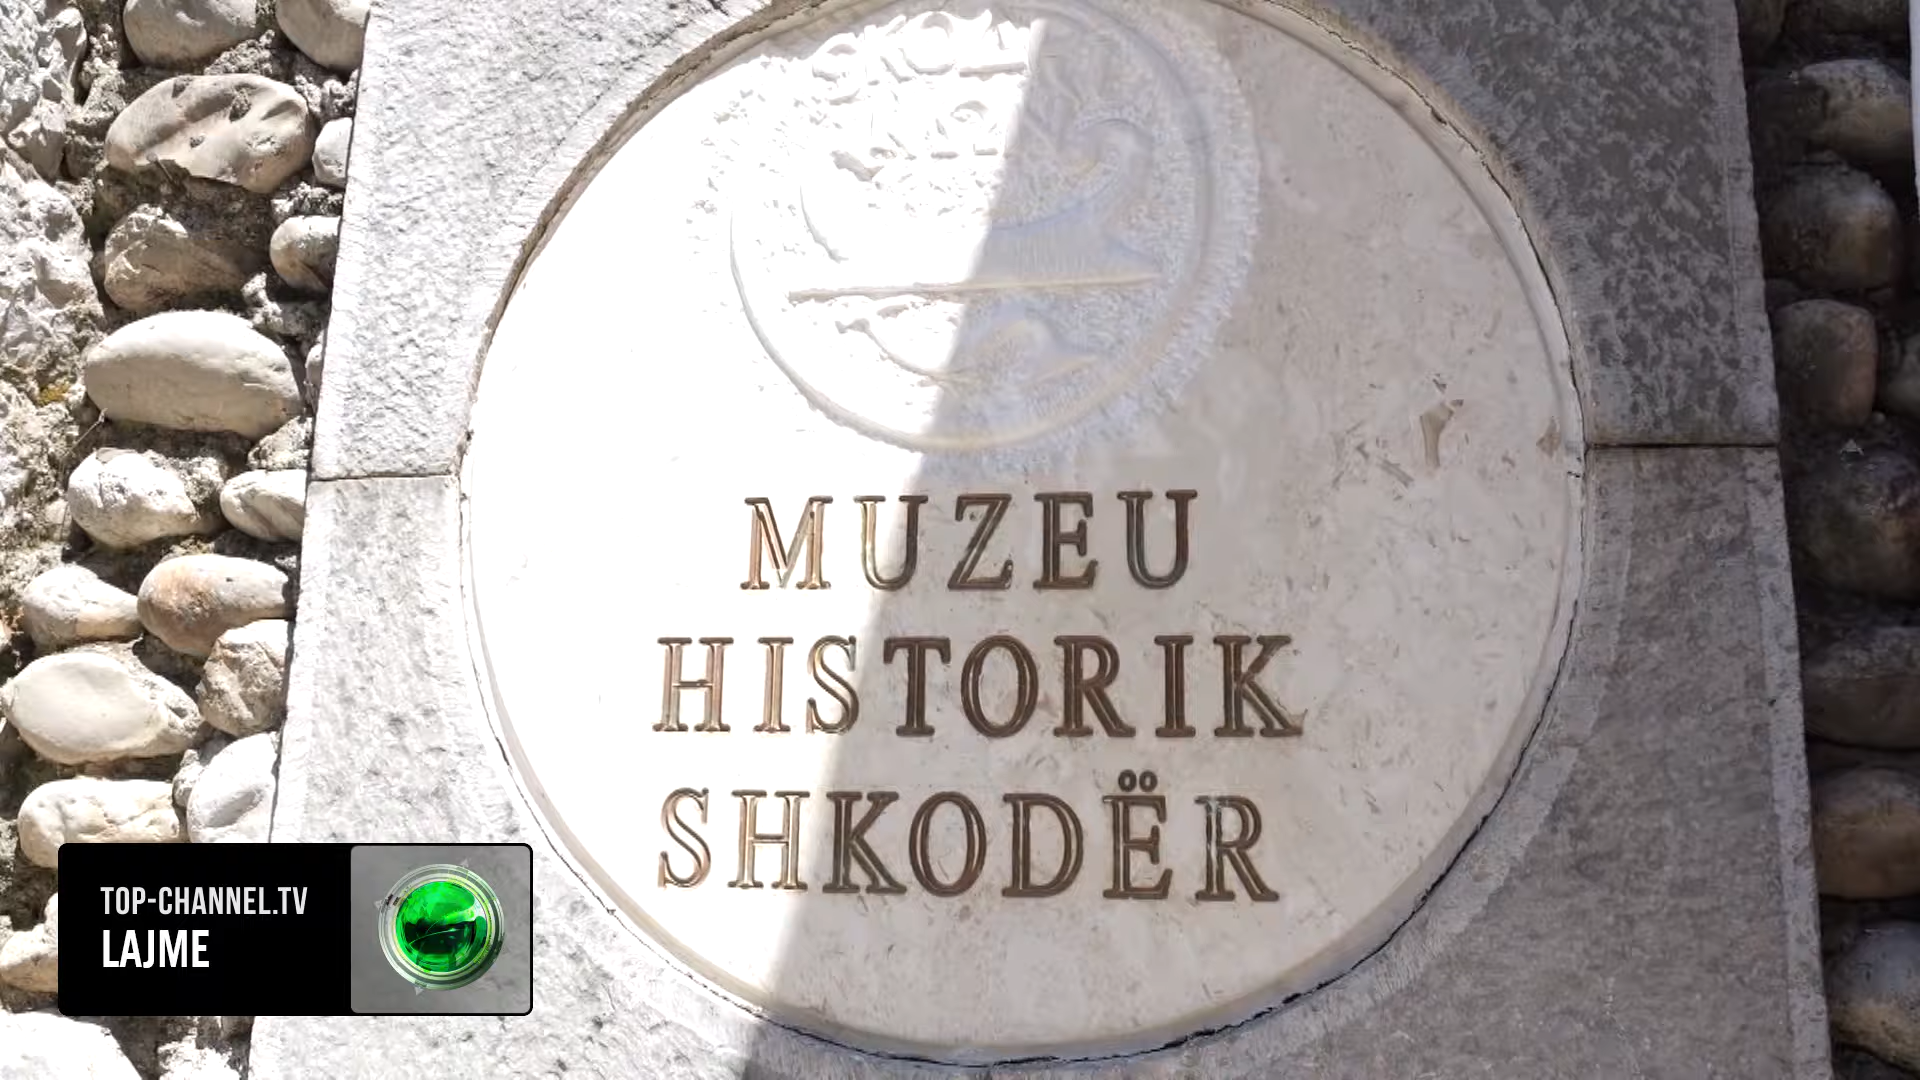 MUZEU
HISTORIK
SHKODËR
TOP-CHANNEL.TV
LAJME